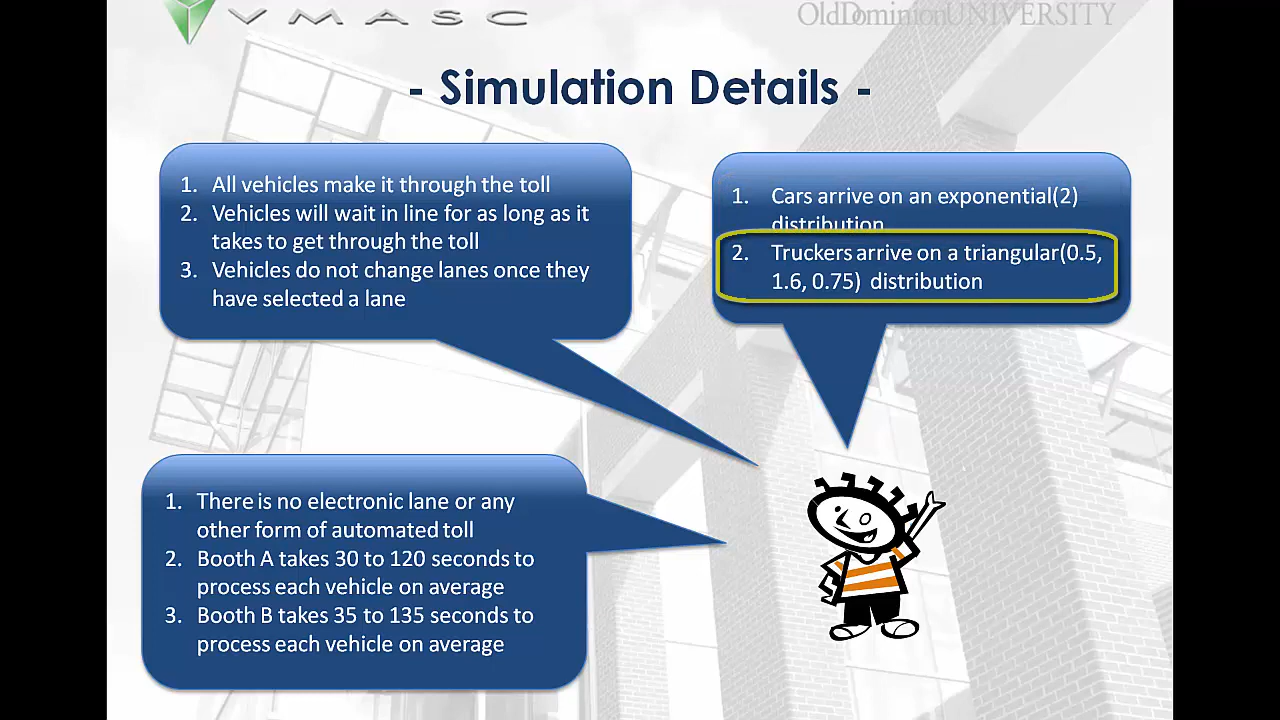 VMASC
OldDominionUNIVERSITY
- Simulation Details -
1. All vehicles make it through the toll
2. Vehicles will wait in line for as long as it
takes to get through the toll
3. Vehicles do not change lanes once they
have selected a lane
1. Cars arrive on an exponential(2)
distribution
2. Truckers arrive on a triangular(0.5,
1.6, 0.75) distribution
1. There is no electronic lane or any
other form of automated toll
2. Booth A takes 30 to 120 seconds to
process each vehicle on average
3. Booth B takes 35 to 135 seconds to
process each vehicle on average